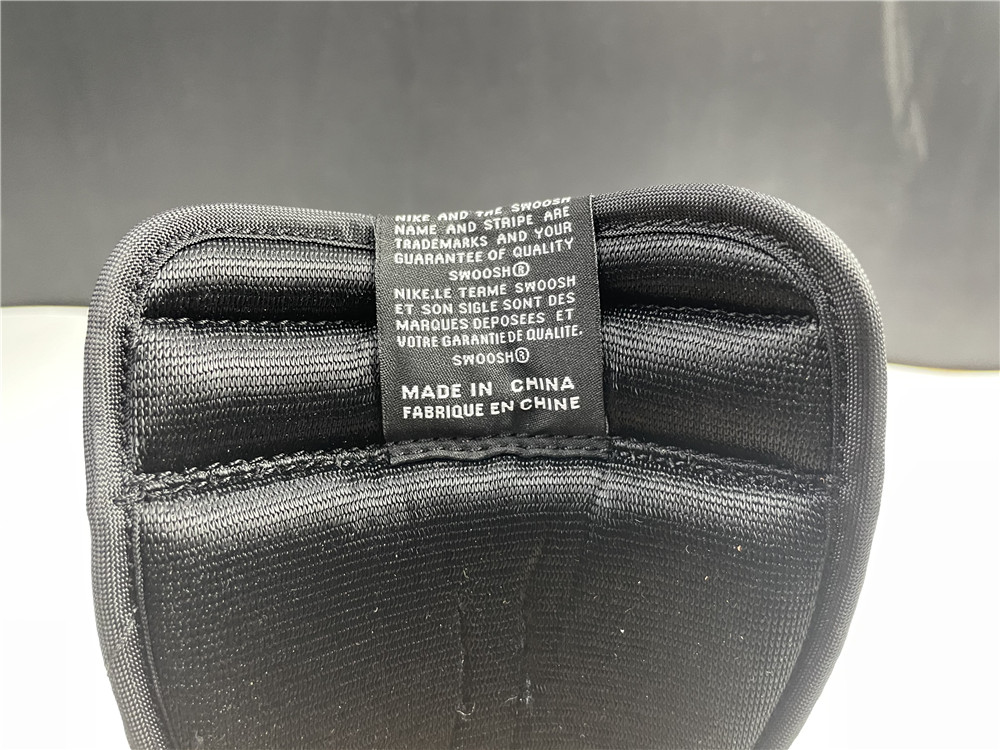 NIKE AND THE SWOOSH
NAME AND STRIPE ARE
TRADEMARKS AND YOUR
GUARANTEE OF QUALITY
SWOOSH®
NIKE.LE TERME SWOOSH
ET SON SIGLE SONT DES
MARQUES DEPOSEES ET
VOTRE GARANTIE DE QUALITE.
SWOOSH®
MADE IN CHINA
FABRIQUE EN CHINE